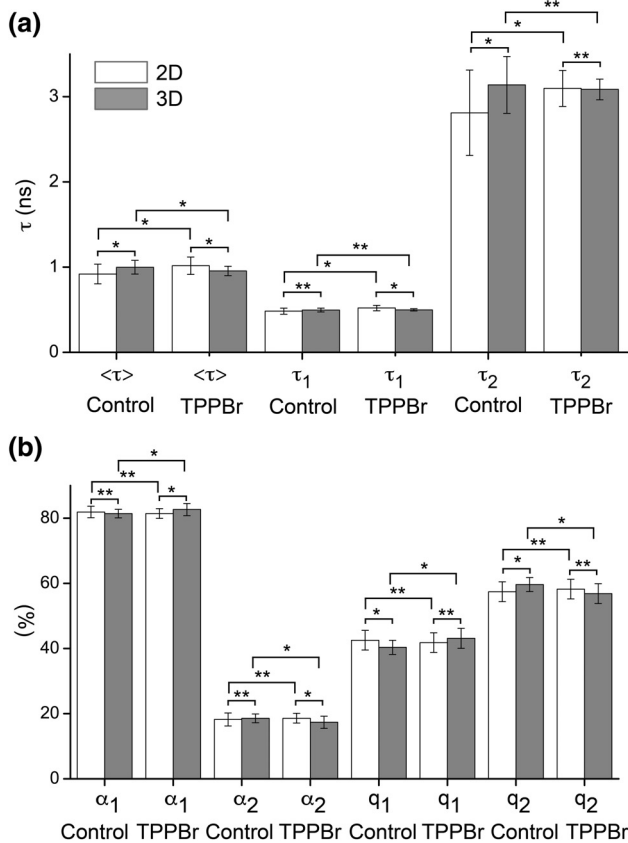 (a)
2D
3D
** 
* *
* **
3
τ (ns)
2
* *
* * **
1
* *
** *
0
<τ> <τ> τ1 τ1 τ2 τ2
Control TPPBr Control TPPBr Control TPPBr
(b)
*
**
** *
80
*
**
* **
60
*
**
* **
(%)
40
*
**
** *
20
0
α1 α1 α2 α2 q1 q1 q2 q2
Control TPPBr Control TPPBr Control TPPBr Control TPPBr